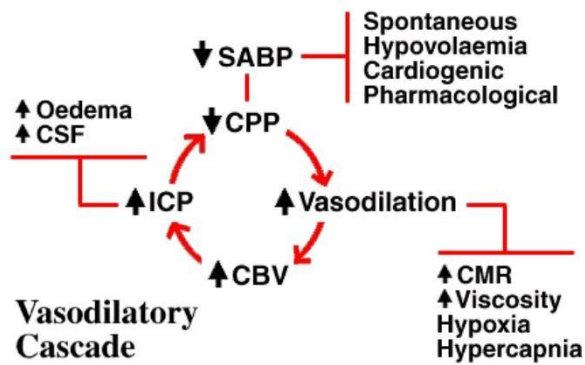 Spontaneous
SABP
Hypovolaemia
Cardiogenic
Pharmacological
Oedema
CSF
CPP
ICP
Vasodilation
CBV
CMR
Viscosity
Hypoxia
Hypercapnia
Vasodilatory
Cascade